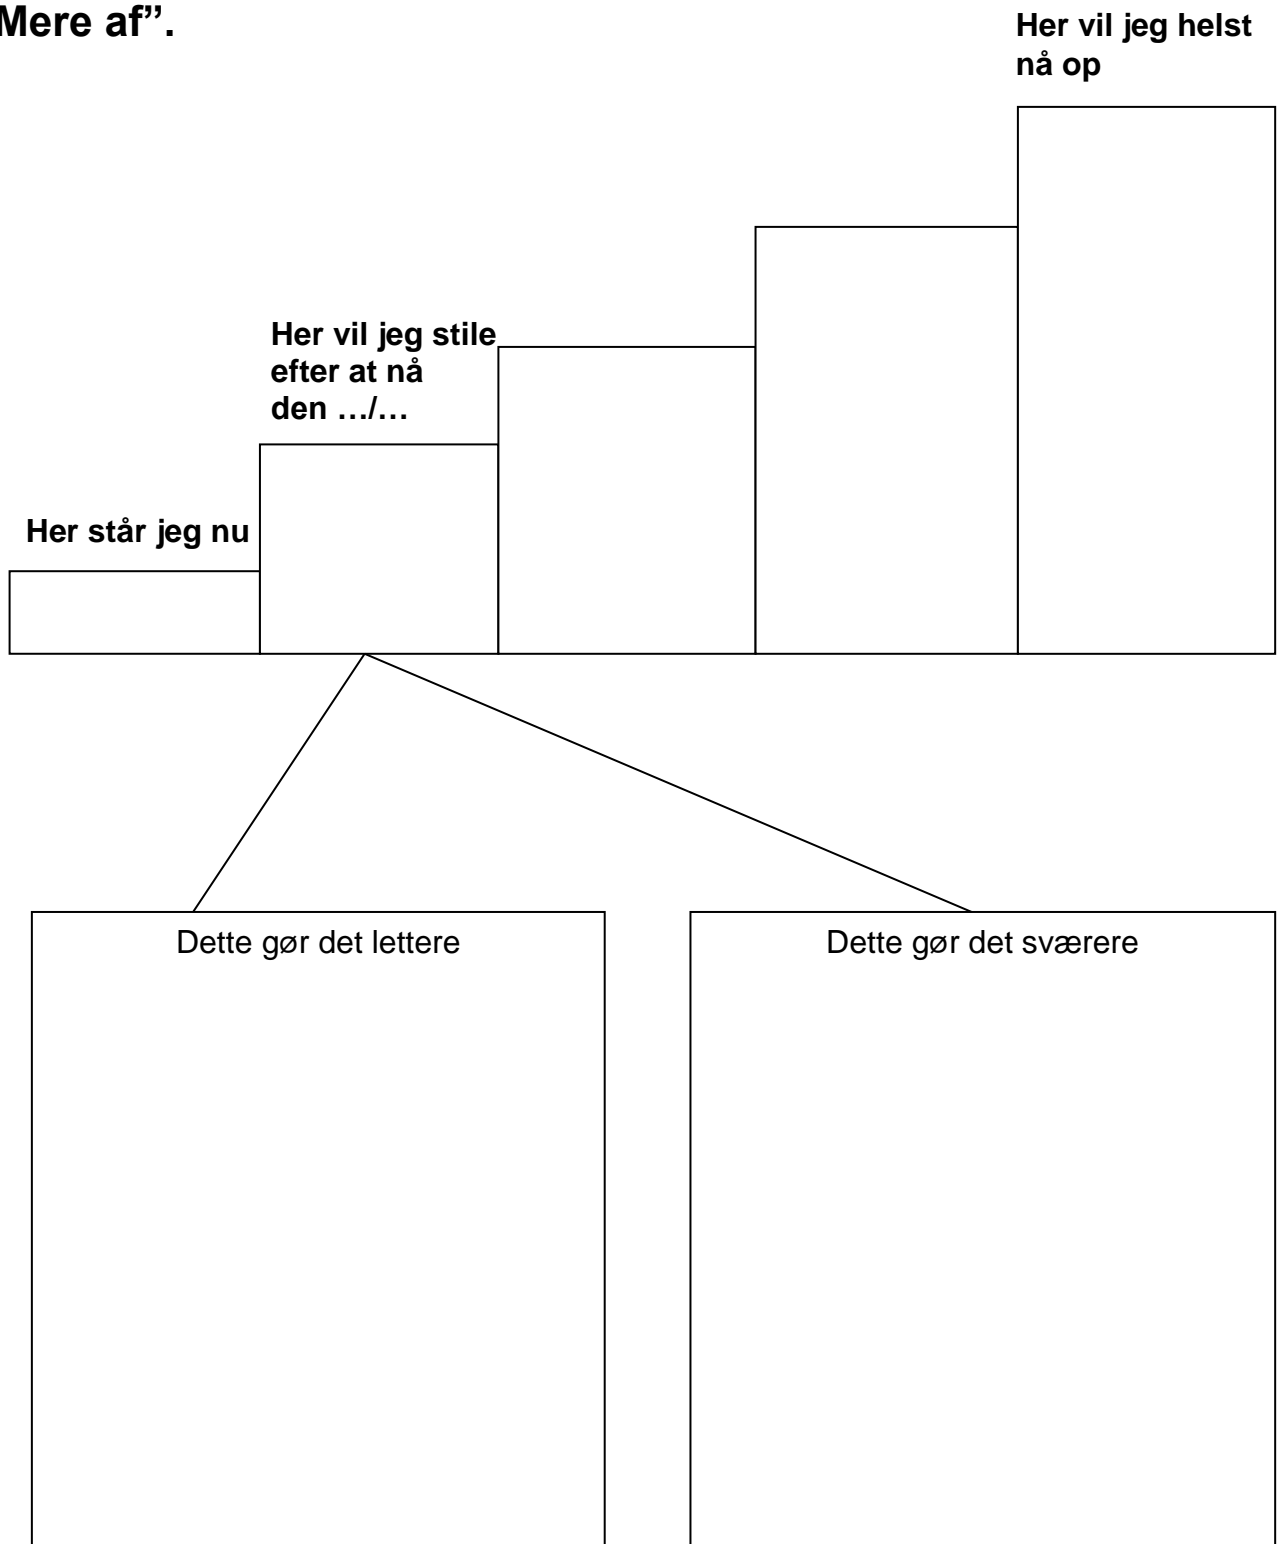 Mere af”.
Her vil jeg helst
nå op
Her vil jeg stile
efter at nå
den …/…
Her står jeg nu
Dette gør det lettere
Dette gør det sværere